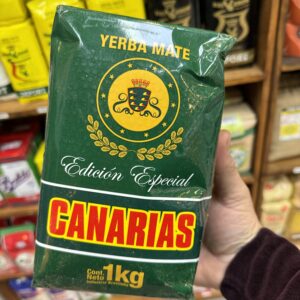 YERBA MATE
Edición Especial
CANARIAS
Cont. Neto 1kg